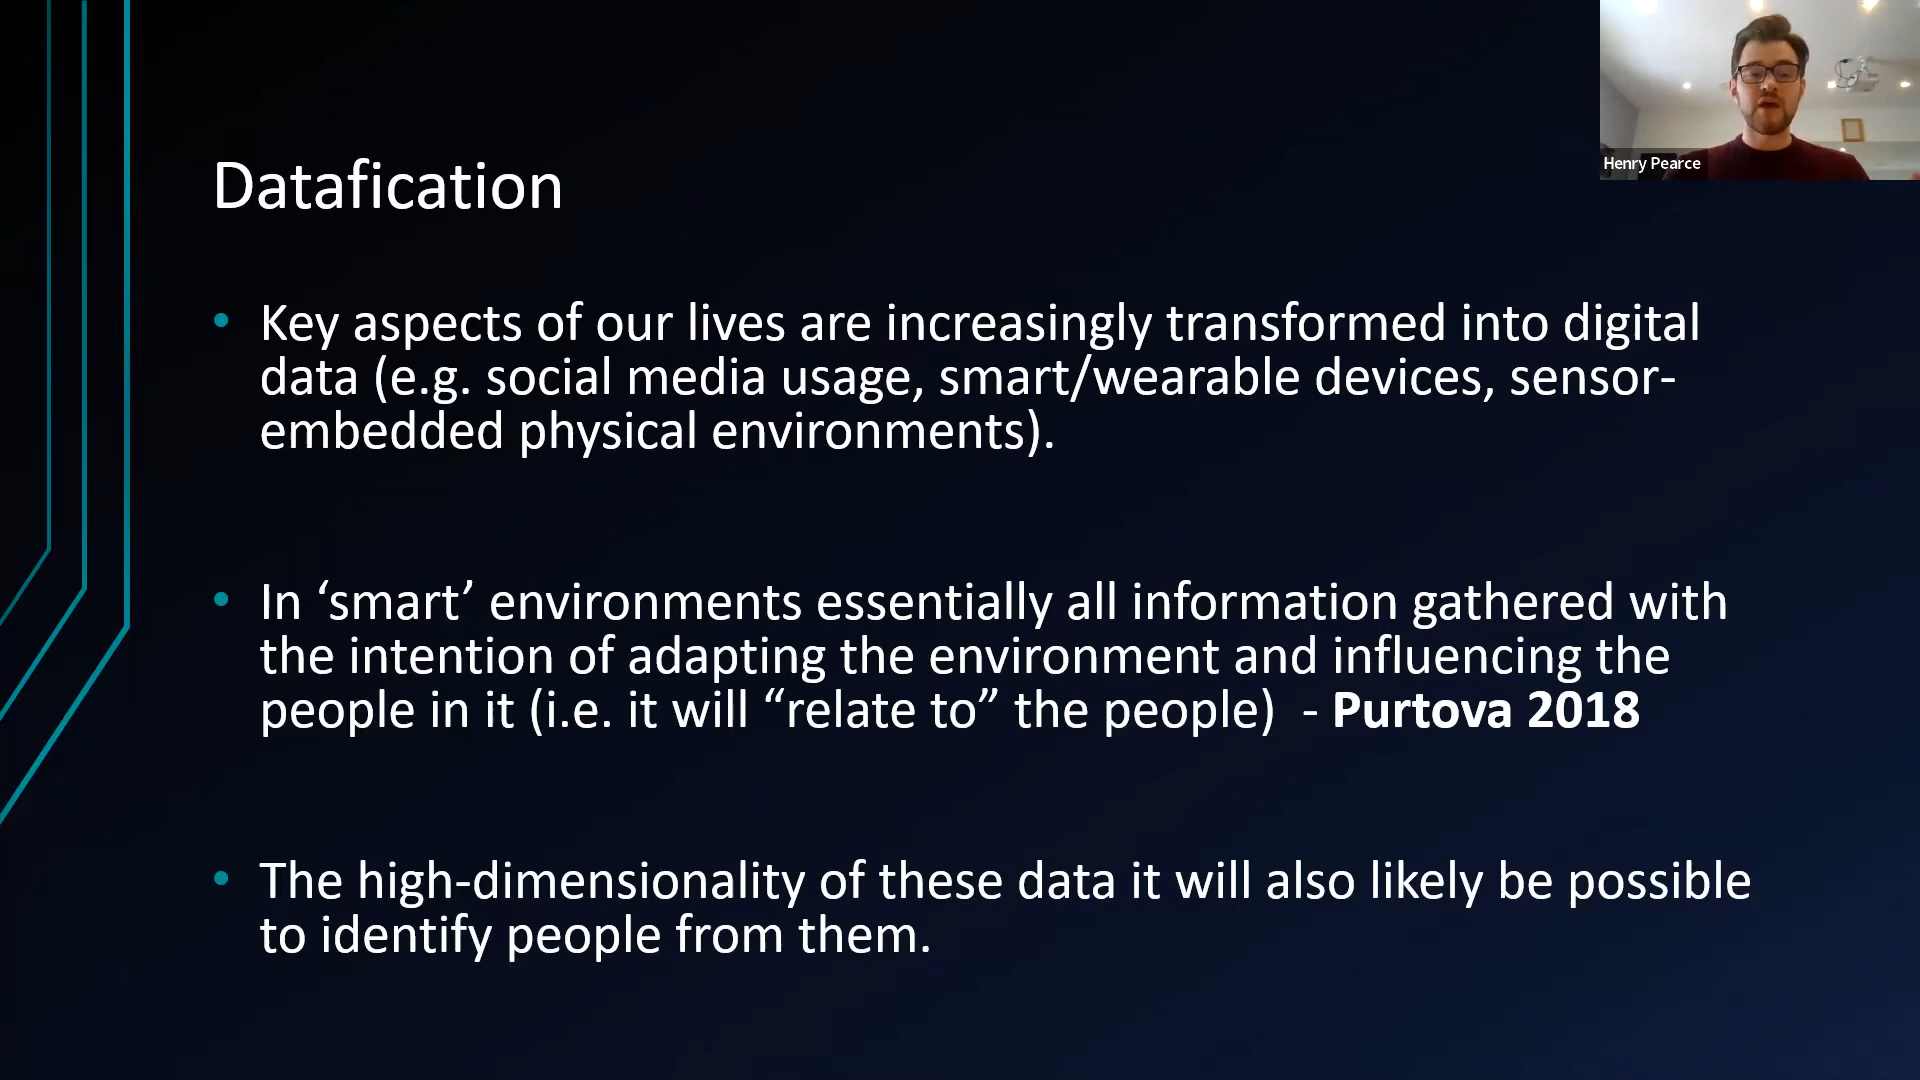 Henry Pearce
Datafication
• Key aspects of our lives are increasingly transformed into digital
data (e.g. social media usage, smart/wearable devices, sensor-
embedded physical environments).
• In ‘smart’ environments essentially all information gathered with
the intention of adapting the environment and influencing the
people in it (i.e. it will “relate to” the people)  - Purtova 2018
• The high-dimensionality of these data it will also likely be possible
to identify people from them.